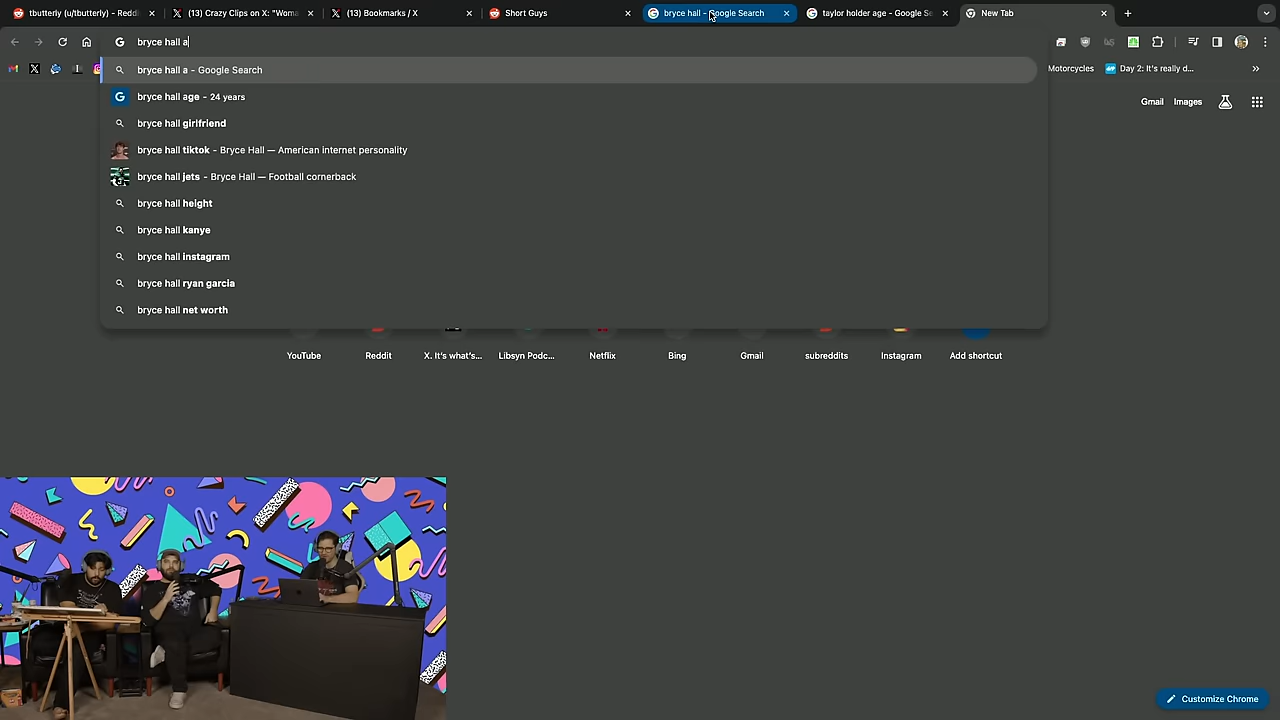 tbutterly (u/tbutterly) - Reddi
(13) Crazy Clips on X: "Woma
(13) Bookmarks / X
Short Guys
bryce hall - Google Search
taylor holder age - Google Se
New Tab
bryce hall a
bryce hall a - Google Search
bryce hall age - 24 years
bryce hall girlfriend
bryce hall tiktok - Bryce Hall — American internet personality
bryce hall jets - Bryce Hall — Football cornerback
bryce hall height
bryce hall kanye
bryce hall instagram
bryce hall ryan garcia
bryce hall net worth
Motorcycles
Day 2: It's really d...
»
Gmail
Images
YouTube
Reddit
X. It's what's...
Libsyn Podc...
Netflix
Bing
Gmail
subreddits
Instagram
Add shortcut
Customize Chrome